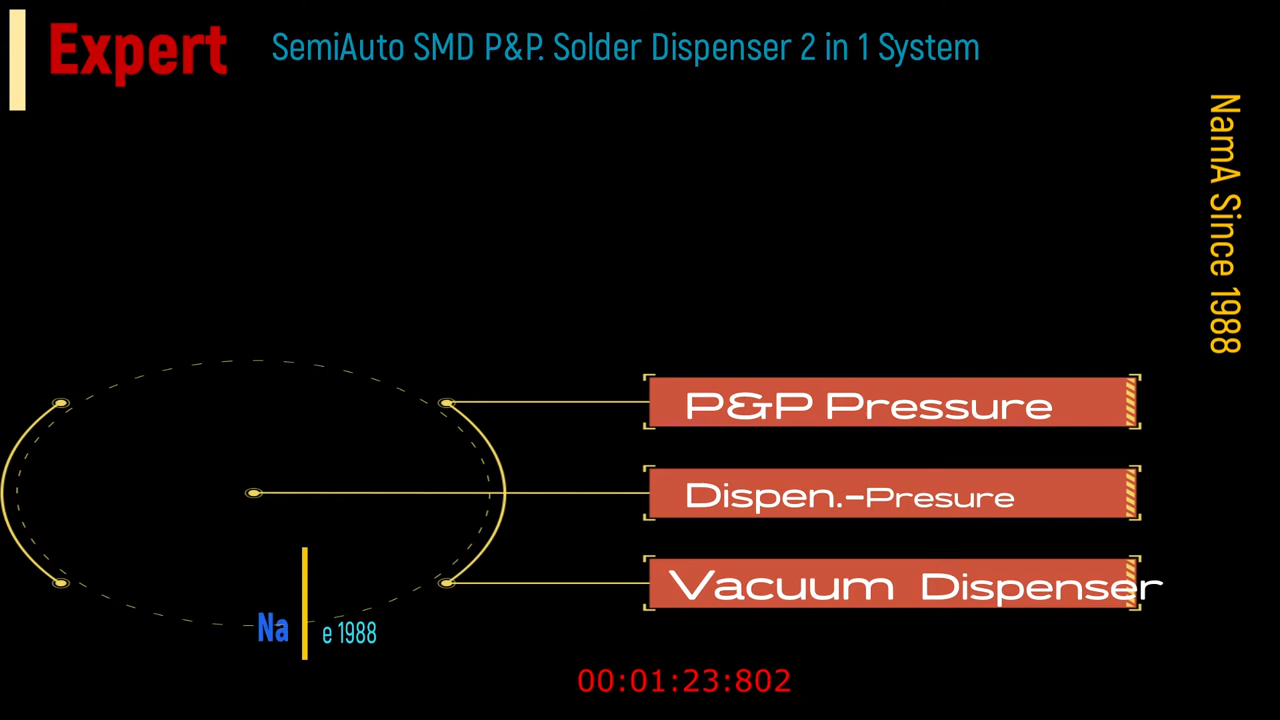 Expert
SemiAuto SMD P&P. Solder Dispenser 2 in 1 System
NamA Since 1988
P&P Pressure
Dispen.-Presure
Vacuum Dispenser
Na
e 1988
00:01:23:802